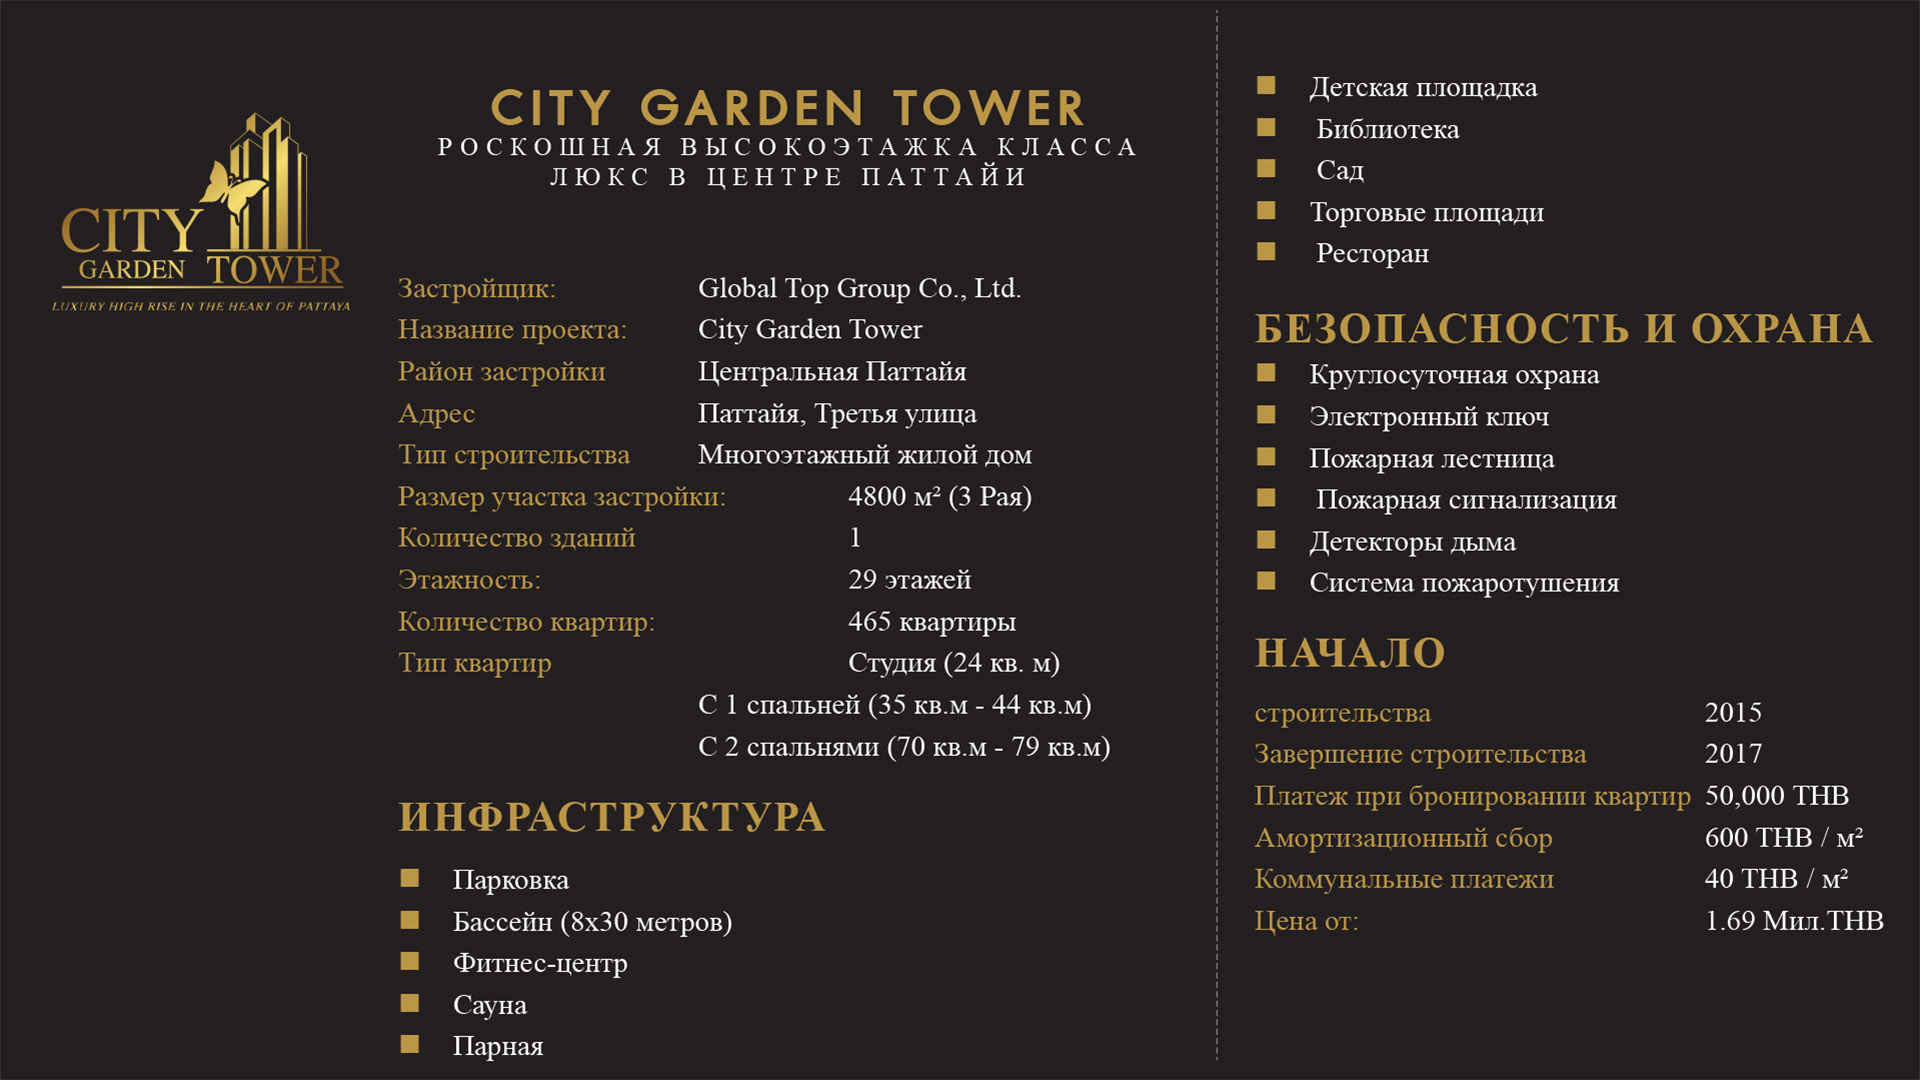 CITY
GARDEN TOWER
LUXURY HIGH RISE IN THE HEART OF PATTAYA
CITY GARDEN TOWER
РОСКОШНАЯ ВЫСОКОЭТАЖКА КЛАССА
ЛЮКС В ЦЕНТРЕ ПАТТАЙИ
Застройщик: Global Top Group Co., Ltd.
Название проекта: City Garden Tower
Район застройки Центральная Паттайя
Адрес Паттайя, Третья улица
Тип строительства Многоэтажный жилой дом
Размер участка застройки: 4800 м² (3 Рая)
Количество зданий 1
Этажность: 29 этажей
Количество квартир: 465 квартиры
Тип квартир Студия (24 кв. м)
С 1 спальней (35 кв.м - 44 кв.м)
С 2 спальнями (70 кв.м - 79 кв.м)
ИНФРАСТРУКТУРА
Парковка
Бассейн (8x30 метров)
Фитнес-центр
Сауна
Парная
Детская площадка
Библиотека
Сад
Торговые площади
Ресторан
БЕЗОПАСНОСТЬ И ОХРАНА
Круглосуточная охрана
Электронный ключ
Пожарная лестница
Пожарная сигнализация
Детекторы дыма
Система пожаротушения
НАЧАЛО
строительства 2015
Завершение строительства 2017
Платеж при бронировании квартир 50,000 THB
Амортизационный сбор 600 THB / м²
Коммунальные платежи 40 THB / м²
Цена от: 1.69 Мил.THB